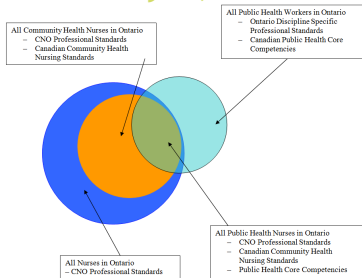 All Community Health Nurses in Ontario
– CNO Professional Standards
– Canadian Community Health
Nursing Standards
All Public Health Workers in Ontario
– Ontario Discipline Specific
Professional Standards
– Canadian Public Health Core
Competencies
All Nurses in Ontario
– CNO Professional Standards
All Public Health Nurses in Ontario
– CNO Professional Standards
– Canadian Community Health
Nursing Standards
– Public Health Core Competencies